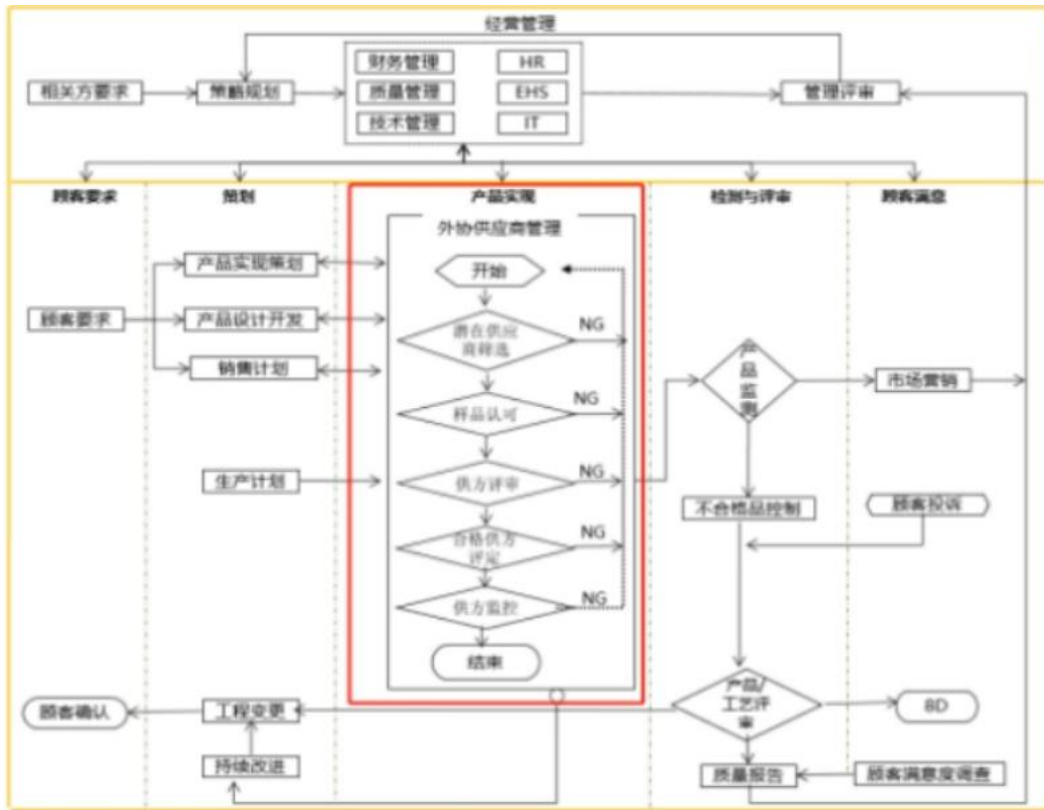 经营管理
财务管理
HR
相关方要求
策略规划
质量管理
EHS
管理评审
技术管理
IT
顾客要求
策划
产品实现
检测与评审
顾客满意
外协供应商管理
开始
产品实现策划
顾客要求
产品设计开发
销售计划
潜在供应
商筛选
NG
样品认可
NG
生产计划
供方评审
NG
合格供方
评定
NG
供方监控
NG
结束
产品监测
市场营销
不合格品控制
顾客投诉
产品/
工艺评
审
8D
顾客确认
工程变更
持续改进
质量报告
顾客满意度调查